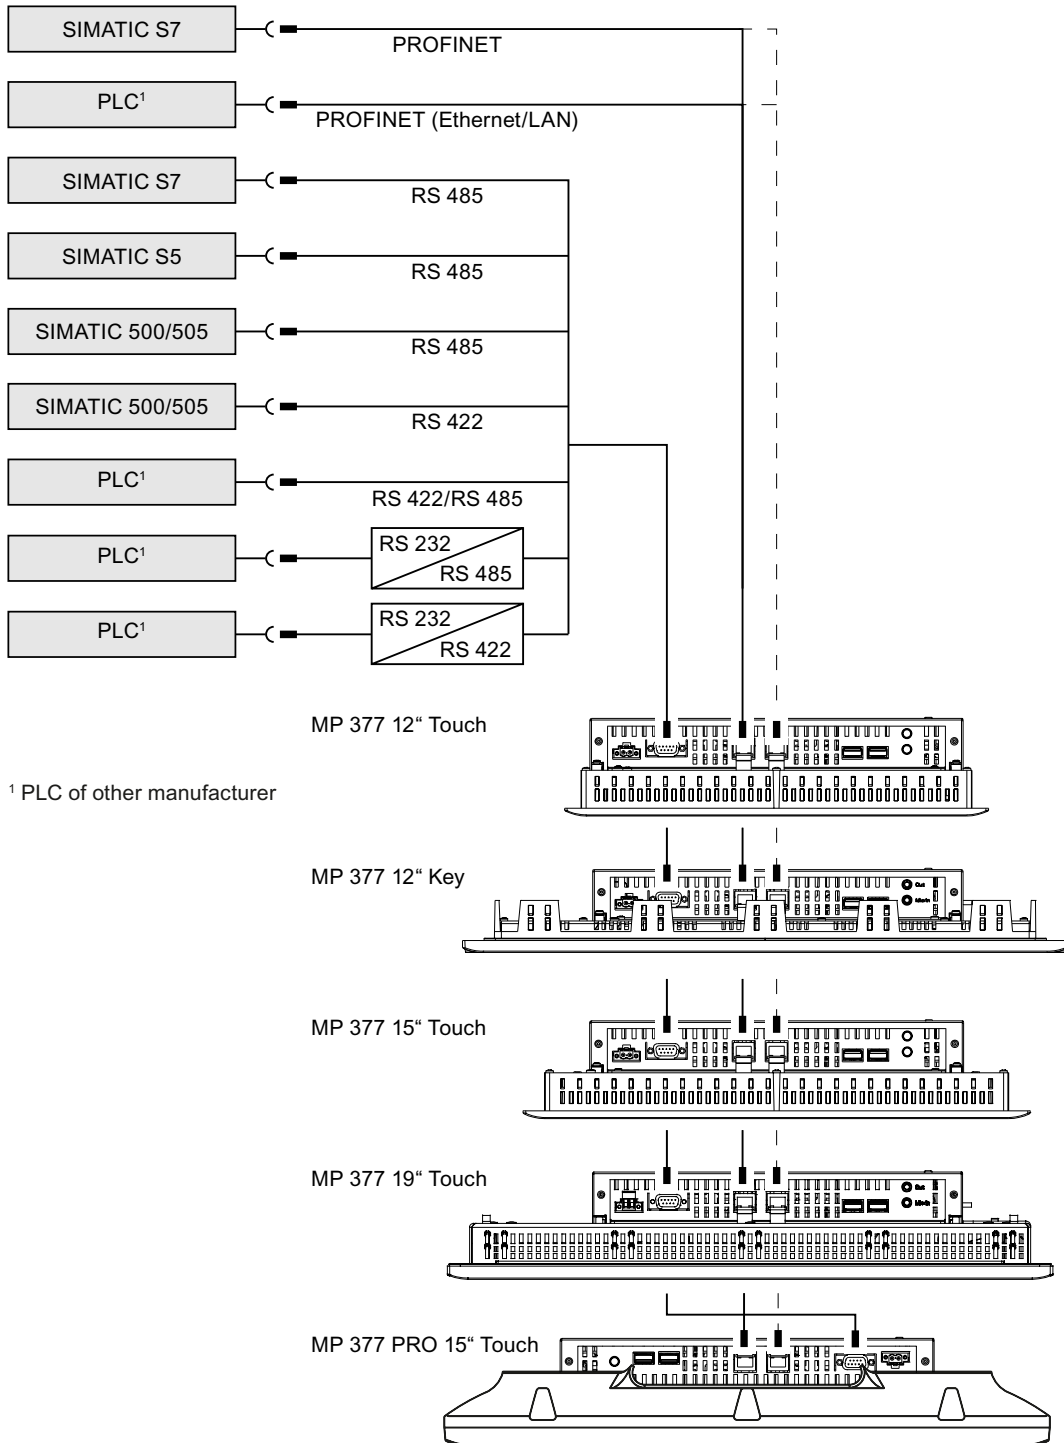 SIMATIC S7
PROFINET
PLC¹
PROFINET (Ethernet/LAN)
SIMATIC S7
RS 485
SIMATIC S5
RS 485
SIMATIC 500/505
RS 485
SIMATIC 500/505
RS 422
PLC¹
RS 422/RS 485
PLC¹
RS 232
RS 485
PLC¹
RS 232
RS 422
MP 377 12“ Touch
¹ PLC of other manufacturer
MP 377 12“ Key
Out
MP 377 15“ Touch
MP 377 19“ Touch
Out
MP 377 PRO 15“ Touch